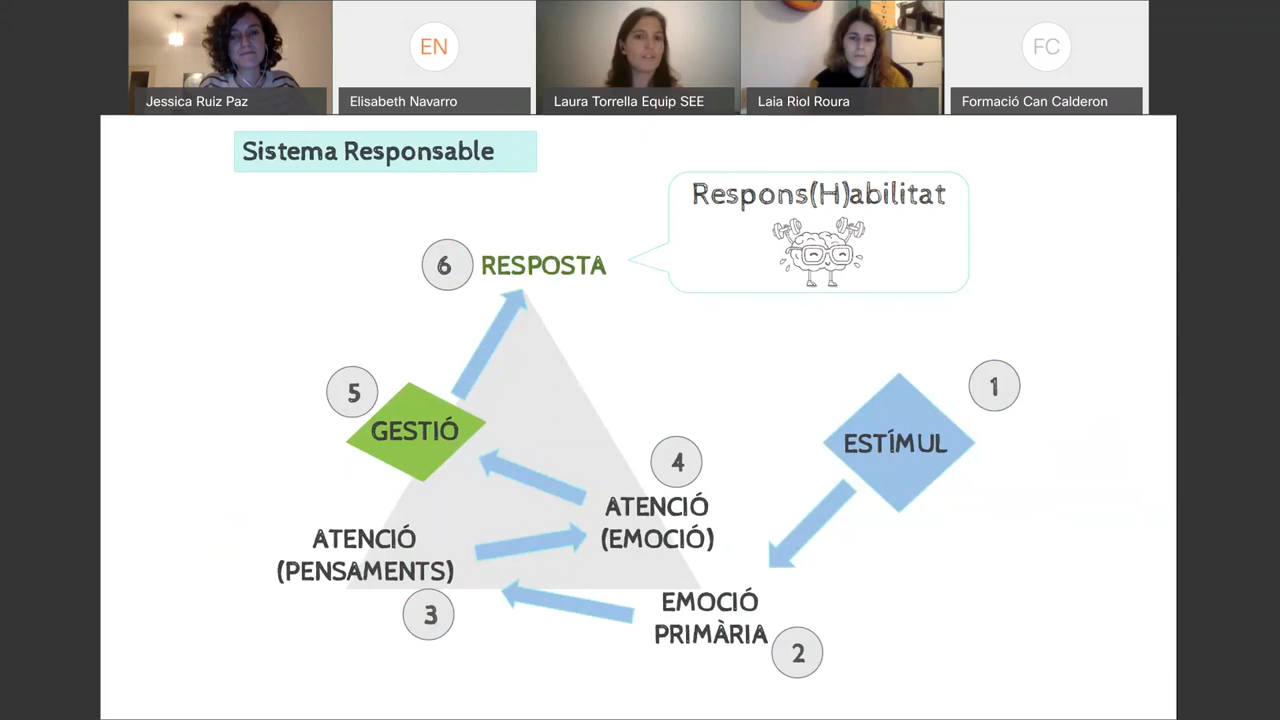 EN
FC
Jessica Ruiz Paz
Elisabeth Navarro
Laura Torrella Equip SEE
Laia Riol Roura
Formació Can Calderon
Sistema Responsable
Respons(H)abilitat
6 RESPOSTA
5
GESTIÓ
1
ESTÍMUL
4
ATENCIÓ
(EMOCIÓ)
ATENCIÓ
(PENSAMENTS)
3
EMOCIÓ
PRIMÀRIA
2